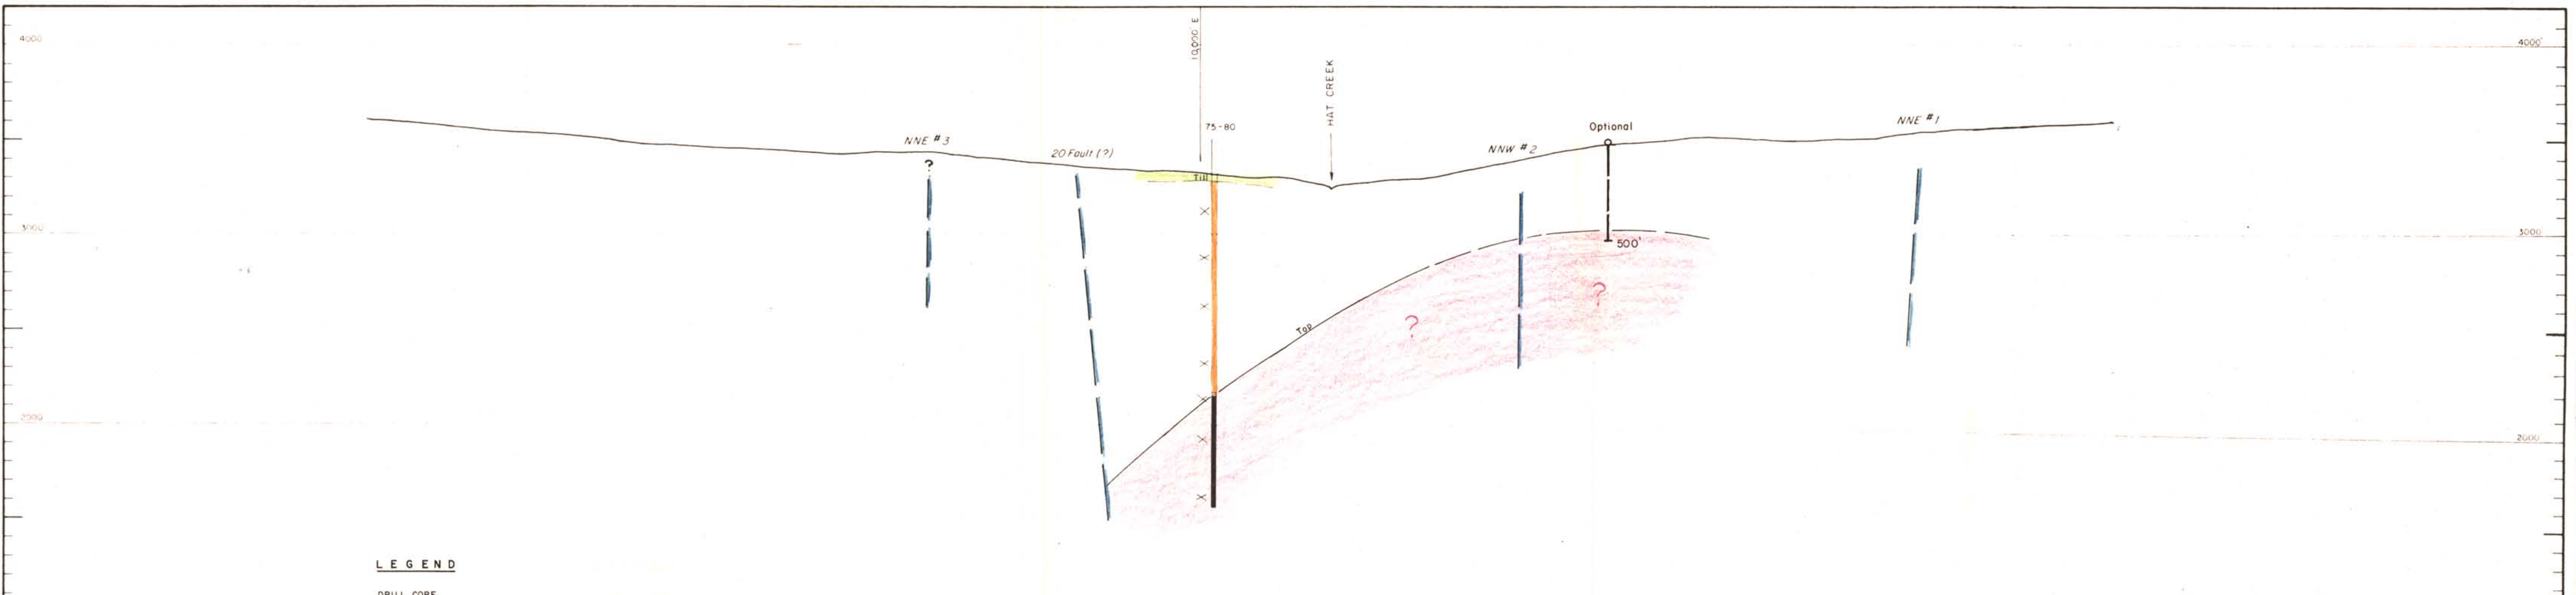 10,000 E
4000
4000'
HAT CREEK
NNE #1
75-80
Optional
NNE #3
NNW #2
20 Fault (?)
?
Till
3000
3000
500'
?
?
Top
2000
2000
LEGEND
DRILL CORE